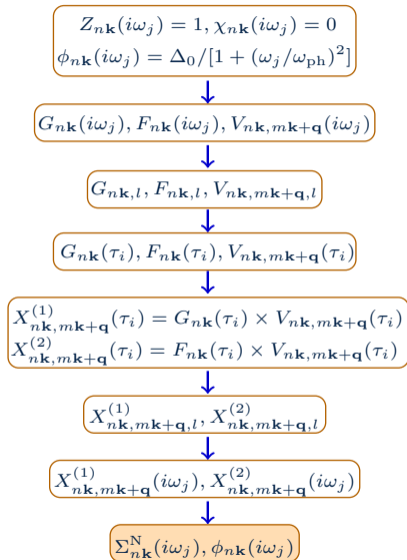 Z_{n\mathbf{k}}(i\omega_j) = 1, \chi_{n\mathbf{k}}(i\omega_j) = 0
\phi_{n\mathbf{k}}(i\omega_j) = \Delta_0/[1 + (\omega_j/\omega_{\mathrm{ph}})^2]
G_{n\mathbf{k}}(i\omega_j), F_{n\mathbf{k}}(i\omega_j), V_{n\mathbf{k},m\mathbf{k}+\mathbf{q}}(i\omega_j)
G_{n\mathbf{k},l}, F_{n\mathbf{k},l}, V_{n\mathbf{k},m\mathbf{k}+\mathbf{q},l}
G_{n\mathbf{k}}(\tau_i), F_{n\mathbf{k}}(\tau_i), V_{n\mathbf{k},m\mathbf{k}+\mathbf{q}}(\tau_i)
X^{(1)}_{n\mathbf{k},m\mathbf{k}+\mathbf{q}}(\tau_i) = G_{n\mathbf{k}}(\tau_i) \times V_{n\mathbf{k},m\mathbf{k}+\mathbf{q}}(\tau_i)
X^{(2)}_{n\mathbf{k},m\mathbf{k}+\mathbf{q}}(\tau_i) = F_{n\mathbf{k}}(\tau_i) \times V_{n\mathbf{k},m\mathbf{k}+\mathbf{q}}(\tau_i)
X^{(1)}_{n\mathbf{k},m\mathbf{k}+\mathbf{q},l}, X^{(2)}_{n\mathbf{k},m\mathbf{k}+\mathbf{q},l}
X^{(1)}_{n\mathbf{k},m\mathbf{k}+\mathbf{q}}(i\omega_j), X^{(2)}_{n\mathbf{k},m\mathbf{k}+\mathbf{q}}(i\omega_j)
\Sigma^{\mathrm{N}}_{n\mathbf{k}}(i\omega_j), \phi_{n\mathbf{k}}(i\omega_j)